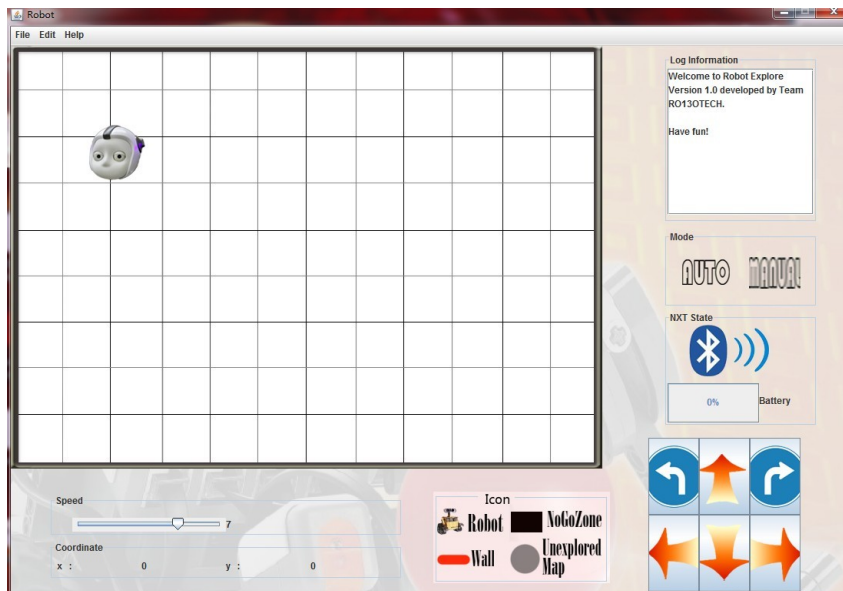 Robot
File Edit Help
Log Information
Welcome to Robot Explore
Version 1.0 developed by Team
RO13OTECH.
Have fun!
Mode
AUTO MANUAL
NXT State
0% Battery
Speed
7
Coordinate
x : 0 y : 0
Icon
Robot NoGoZone
Wall Unexplored
Map